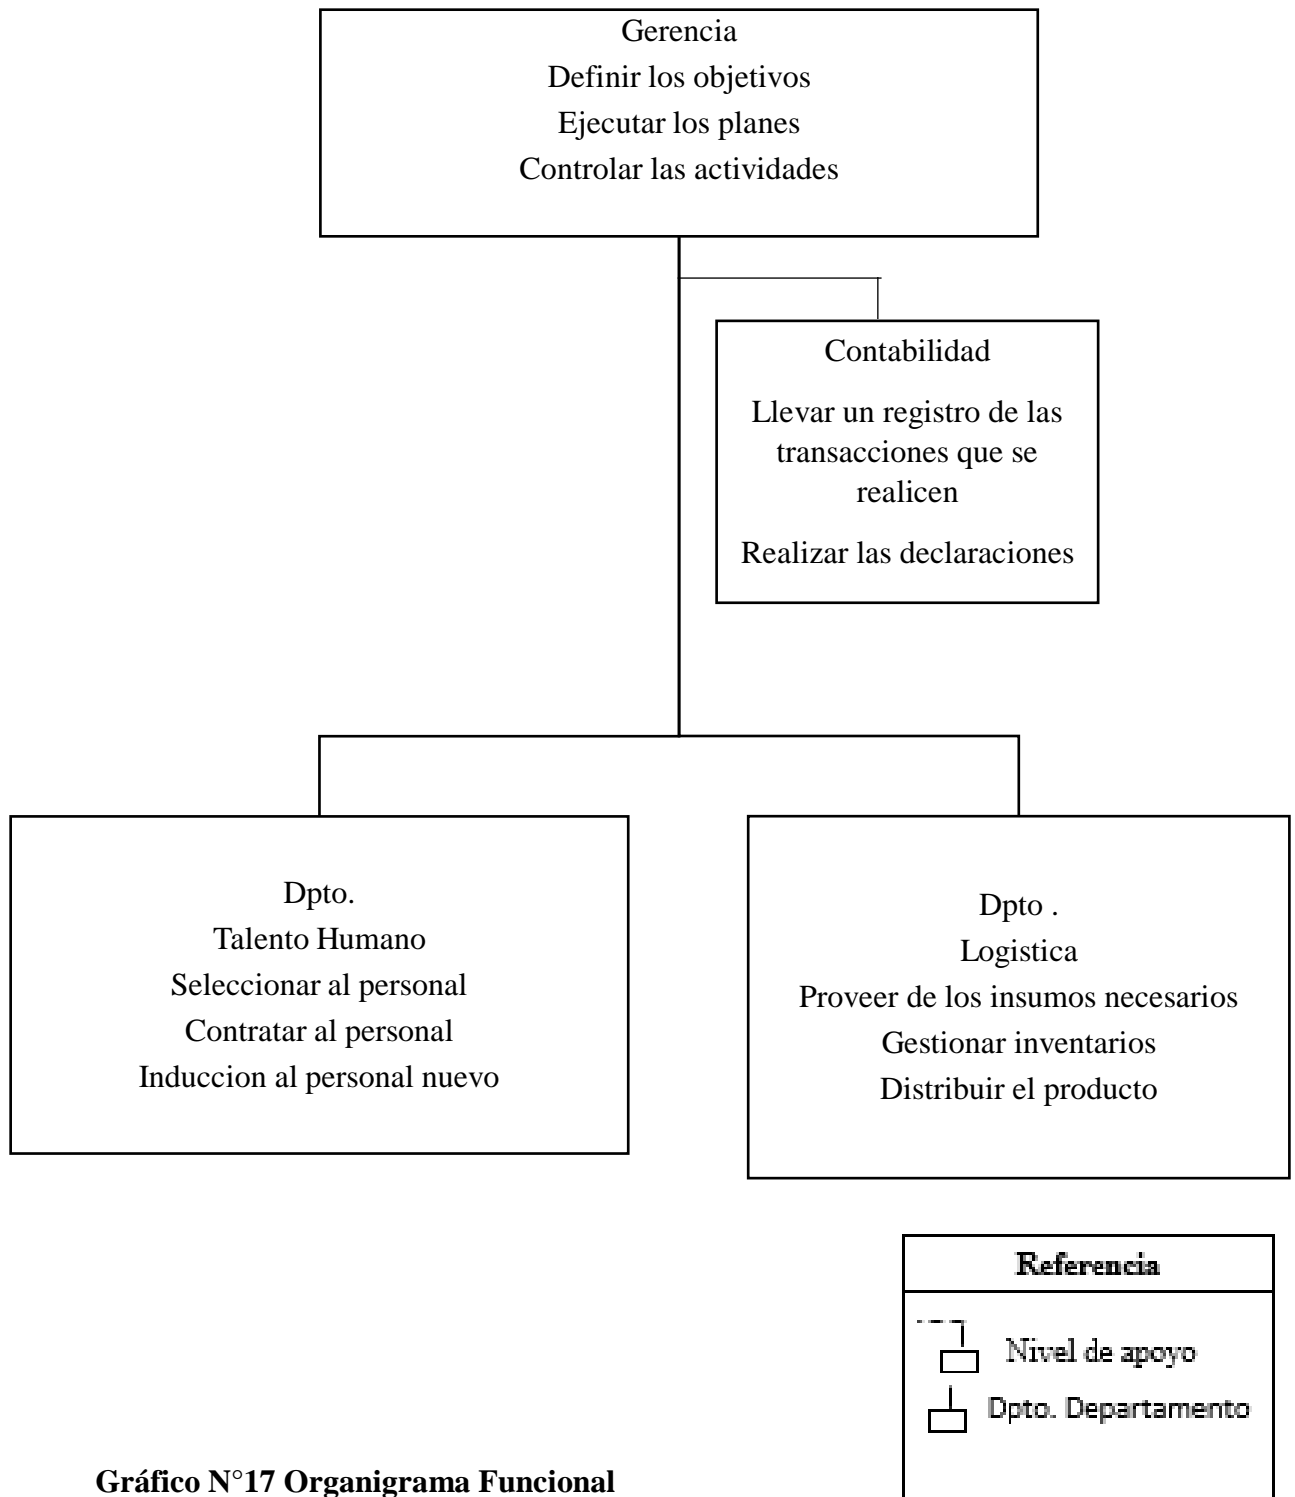 Gerencia
Definir los objetivos
Ejecutar los planes
Controlar las actividades
Contabilidad
Llevar un registro de las
transacciones que se
realicen
Realizar las declaraciones
Dpto.
Talento Humano
Seleccionar al personal
Contratar al personal
Induccion al personal nuevo
Dpto .
Logistica
Proveer de los insumos necesarios
Gestionar inventarios
Distribuir el producto
Referencia
Nivel de apoyo
Dpto. Departamento
Gráfico N°17 Organigrama Funcional